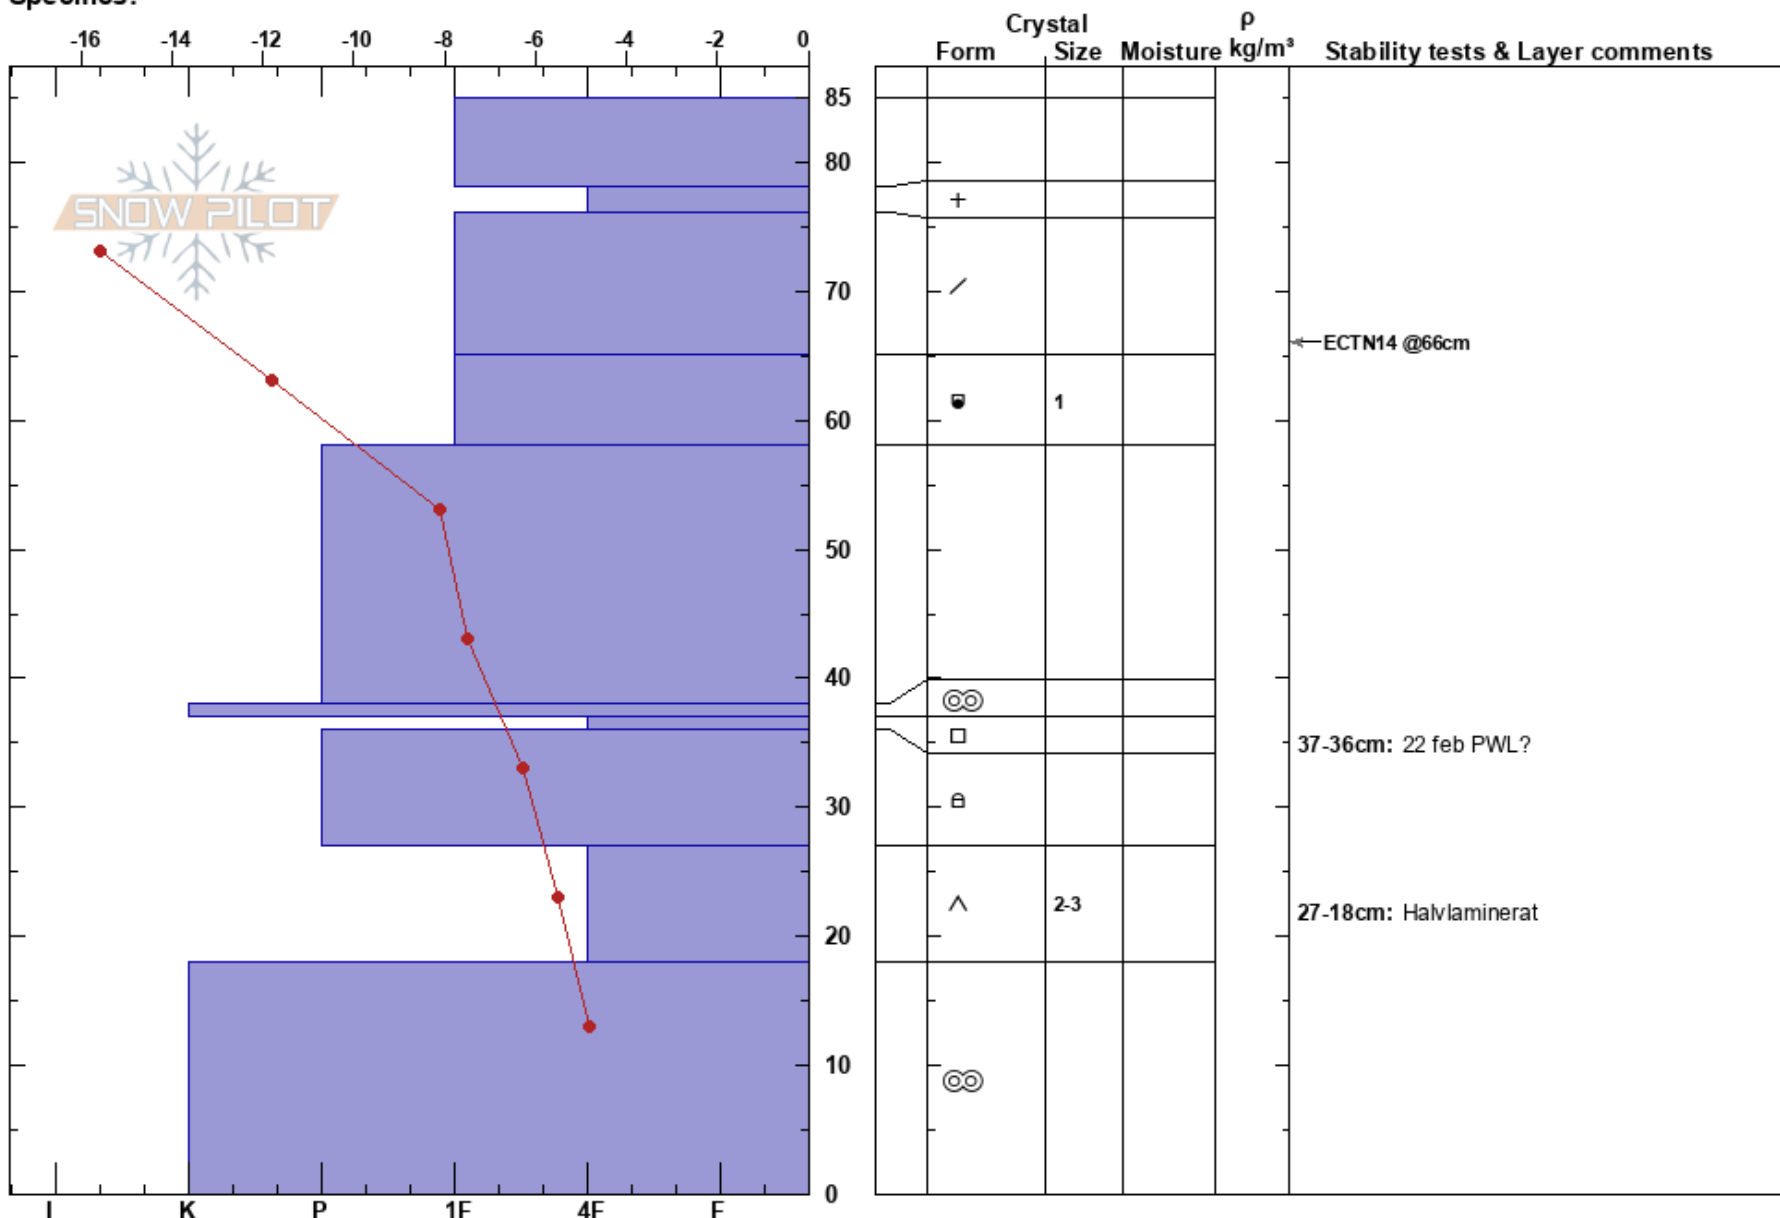 Specifics:
Crystal ρ
-16 -14 -12 -10 -8 -6 -4 -2 0
Form Size Moisture kg/m³ Stability tests & Layer comments
85
80
SNOW PILOT
70
ECTN14 @66cm
1
60
50
40
37-36cm: 22 feb PWL?
30
2-3
27-18cm: Halvlaminerat
20
10
0
I K P 1F 4F F